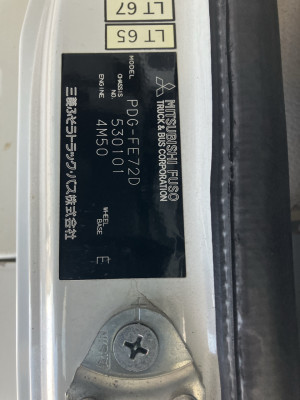 LT 67
LT 65
MITSUBISHI FUSO
TRUCK & BUS CORPORATION
MODEL PDG-FE72D
CHASSIS NO. 530101
ENGINE 4M50
WHEEL BASE E
三菱ふそうトラック・バス株式会社